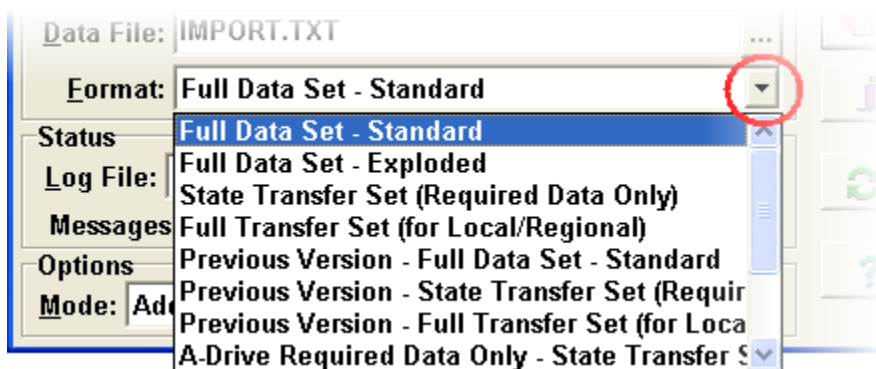 Data File: IMPORT.TXT ...
Format: Full Data Set - Standard
Full Data Set - Standard
Status
Full Data Set - Exploded
Log File:
State Transfer Set (Required Data Only)
Messages
Full Transfer Set (for Local/Regional)
Options
Previous Version - Full Data Set - Standard
Mode: Add
Previous Version - State Transfer Set (Requir
Previous Version - Full Transfer Set (for Loca
A-Drive Required Data Only - State Transfer S